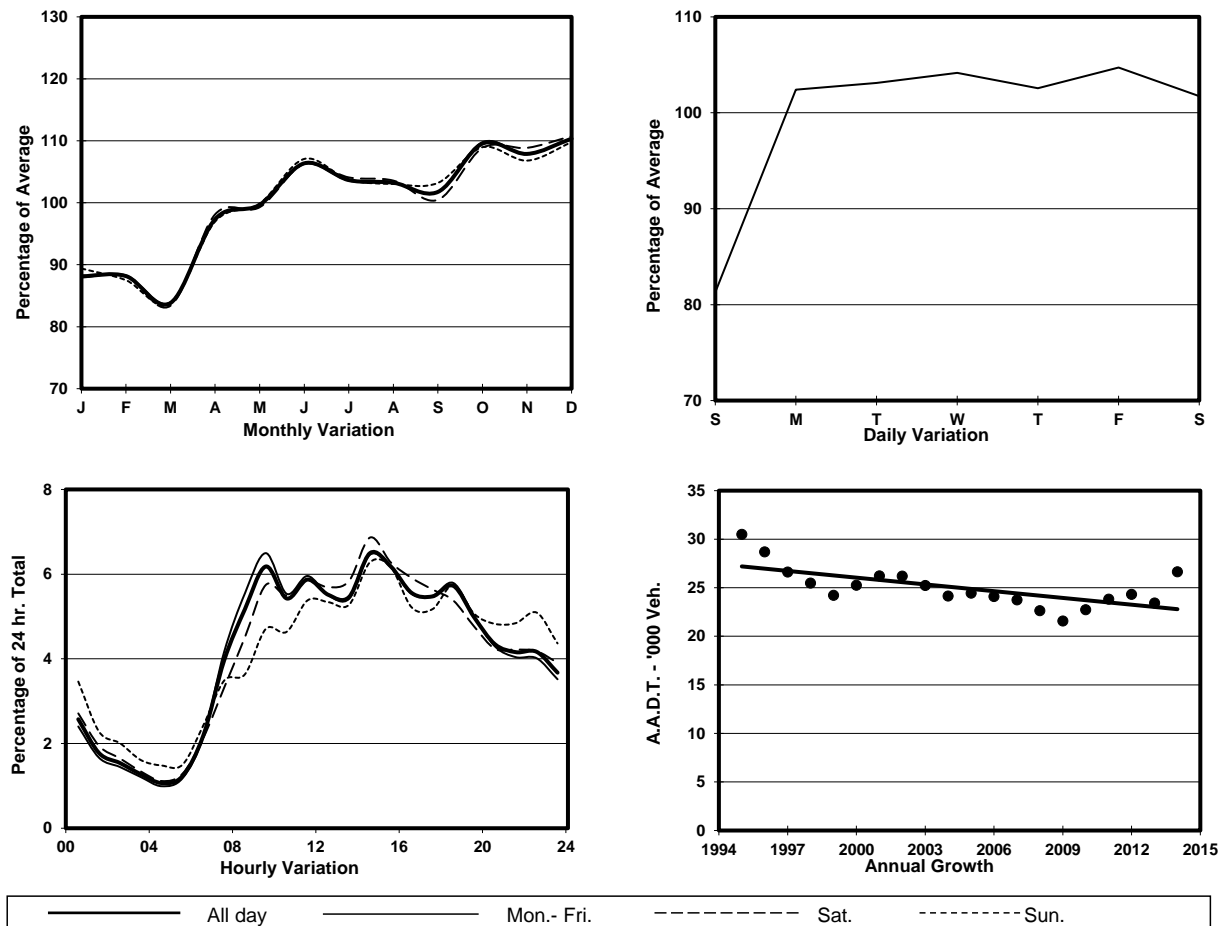 130
120
110
100
90
80
70
Percentage of Average
J F M A M J J A S O N D
Monthly Variation
110
100
90
80
70
Percentage of Average
S M T W T F S
Daily Variation
8
6
4
2
0
Percentage of 24 hr. Total
00 04 08 12 16 20 24
Hourly Variation
35
30
25
20
15
10
5
0
A.A.D.T. - '000 Veh.
1994 1997 2000 2003 2006 2009 2012 2015
Annual Growth
All day Mon.- Fri. Sat. Sun.